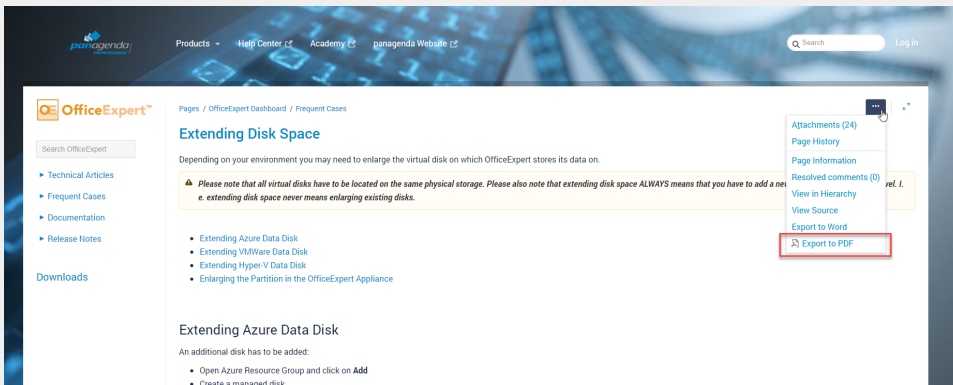 panagenda
Products
Help Center
Academy
panagenda Website
Search
Log in
OE OfficeExpert™
Search OfficeExpert
Technical Articles
Frequent Cases
Documentation
Release Notes
Downloads
Pages / OfficeExpert Dashboard / Frequent Cases
Extending Disk Space
Depending on your environment you may need to enlarge the virtual disk on which OfficeExpert stores its data on.
Please note that all virtual disks have to be located on the same physical storage. Please also note that extending disk space ALWAYS means that you have to add a
vel. I.
e. extending disk space never means enlarging existing disks.
Extending Azure Data Disk
Extending VMWare Data Disk
Extending Hyper-V Data Disk
Enlarging the Partition in the OfficeExpert Appliance
Extending Azure Data Disk
An additional disk has to be added:
Open Azure Resource Group and click on Add
Create a managed disk
Attachments (24)
Page History
Page Information
Resolved comments (0)
View in Hierarchy
View Source
Export to Word
Export to PDF